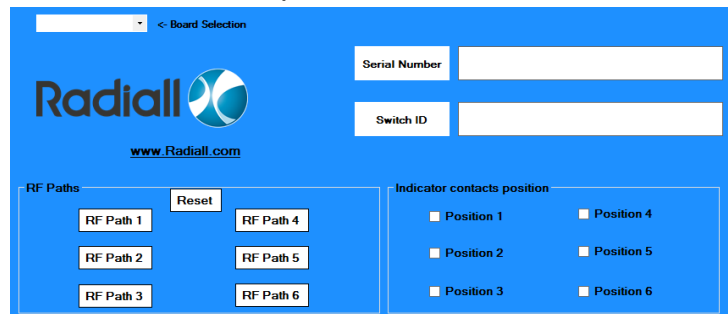 <- Board Selection
Serial Number
Radiall
Switch ID
www.Radiall.com
RF Paths
Reset
RF Path 1 RF Path 4
RF Path 2 RF Path 5
RF Path 3 RF Path 6
Indicator contacts position
Position 1 Position 4
Position 2 Position 5
Position 3 Position 6